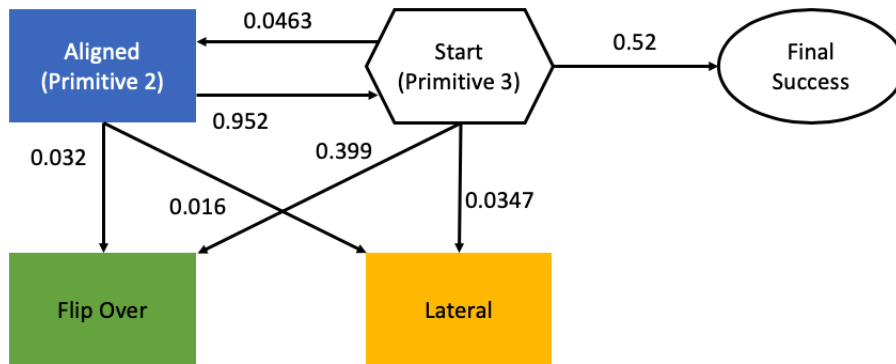 0.0463
Aligned
(Primitive 2)
Start
(Primitive 3)
0.52
Final
Success
0.952
0.032
0.399
0.016
0.0347
Flip Over
Lateral